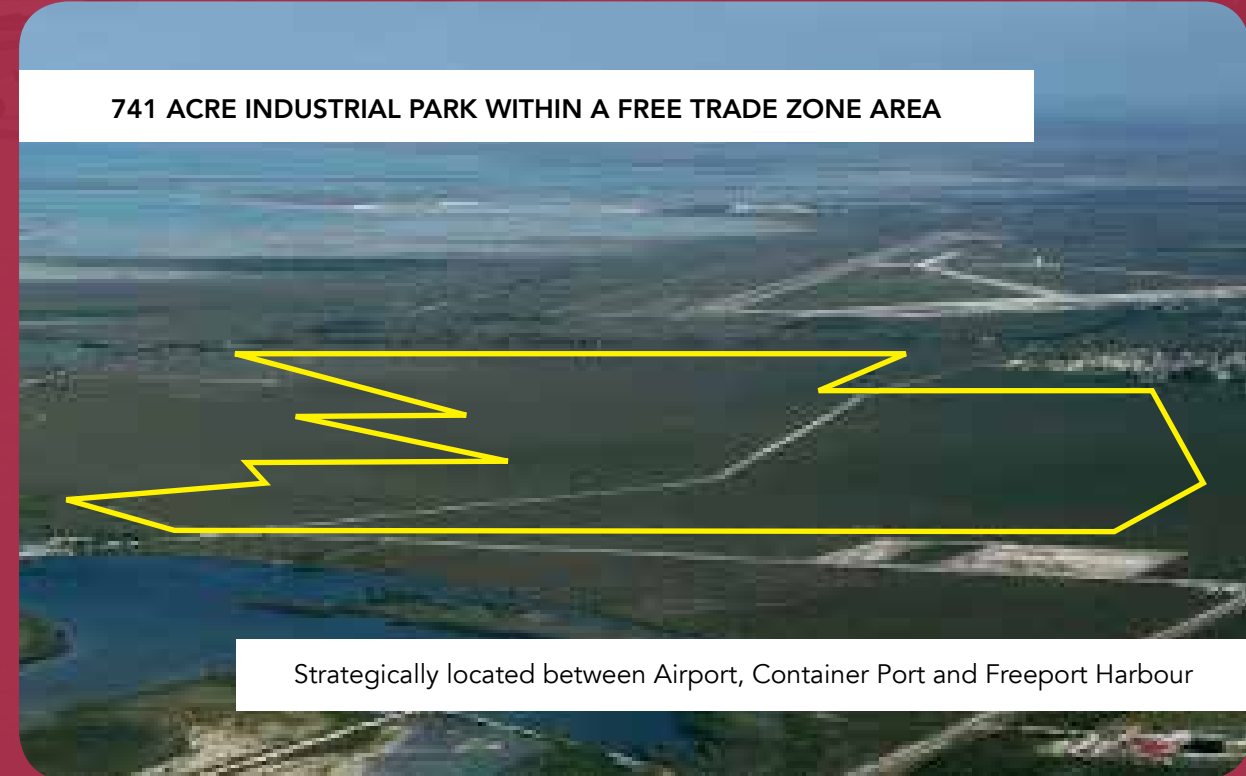 741 ACRE INDUSTRIAL PARK WITHIN A FREE TRADE ZONE AREA
Strategically located between Airport, Container Port and Freeport Harbour